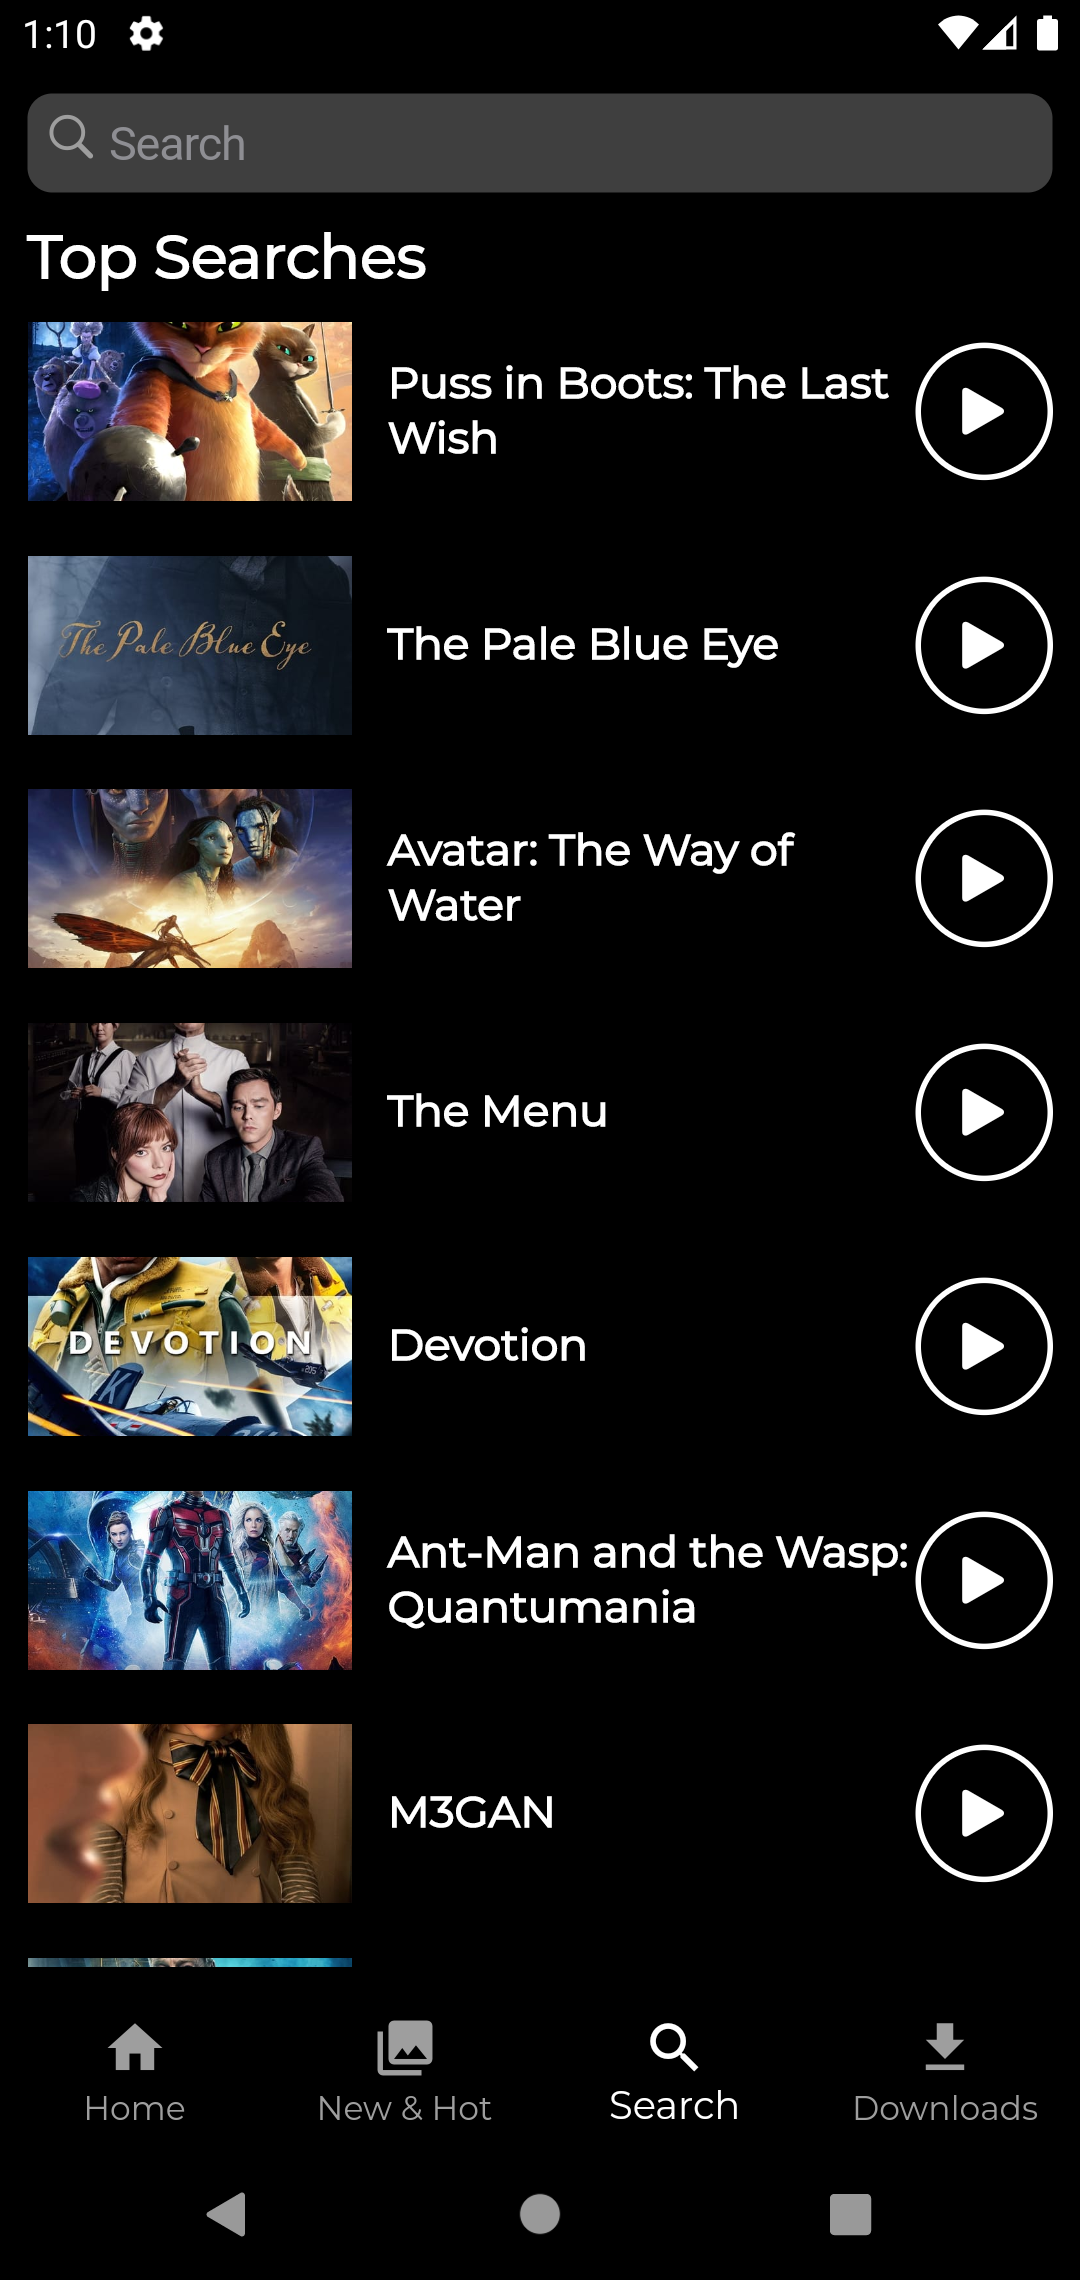 1:10
Search
Top Searches
Puss in Boots: The Last
Wish
The Pale Blue Eye
The Pale Blue Eye
Avatar: The Way of
Water
The Menu
DEVOTION
K
205
Devotion
Ant-Man and the Wasp:
Quantumania
M3GAN
Home
New & Hot
Search
Downloads